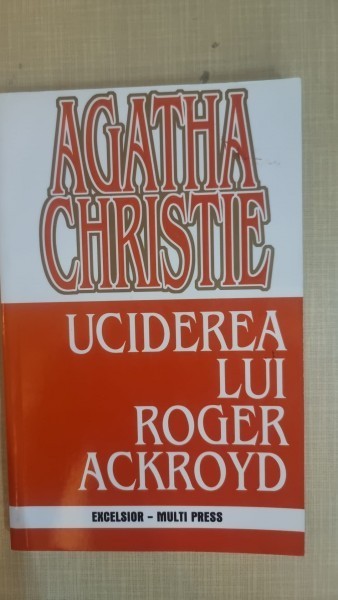 AGATHA
CHRISTIE
UCIDEREA
LUI
ROGER
ACKROYD
EXCELSIOR – MULTI PRESS